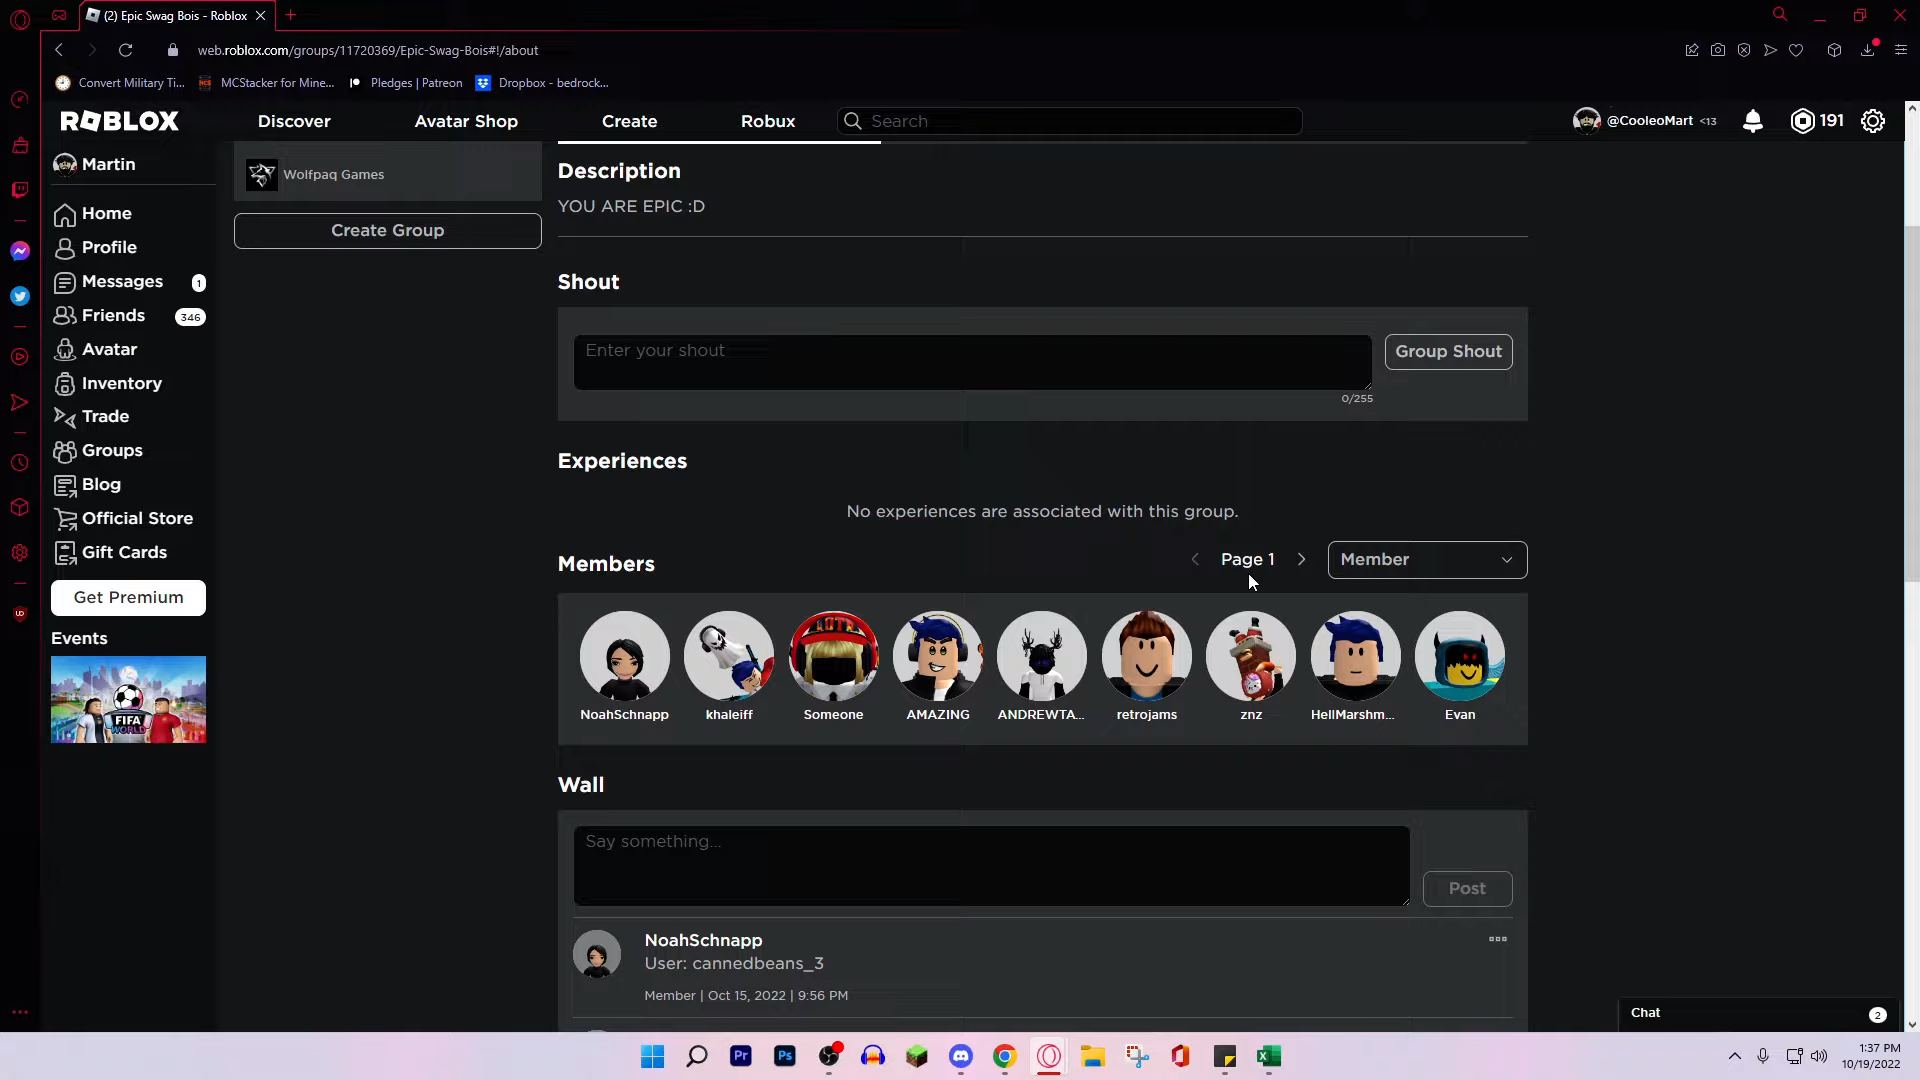 (2) Epic Swag Bois - Roblox
web.roblox.com/groups/11720369/Epic-Swag-Bois#!/about
Convert Military Ti...
MCStacker for Mine...
Pledges | Patreon
Dropbox - bedrock...
ROBLOX
Discover
Avatar Shop
Create
Robux
Search
@CooleoMart <13
191
Martin
Home
Profile
Messages 1
Friends 346
Avatar
Inventory
Trade
Groups
Blog
Official Store
Gift Cards
Get Premium
Events
FIFA
WORLD
Wolfpaq Games
Create Group
Description
YOU ARE EPIC :D
Shout
Enter your shout
Group Shout
0/255
Experiences
No experiences are associated with this group.
Members
Page 1
Member
NoahSchnapp
khaleiff
Someone
AMAZING
ANDREWTA...
retrojams
znz
HellMarshm...
Evan
Wall
Say something...
Post
NoahSchnapp
User: cannedbeans_3
Member | Oct 15, 2022 | 9:56 PM
Chat
2
Pr
Ps
1:37 PM
10/19/2022